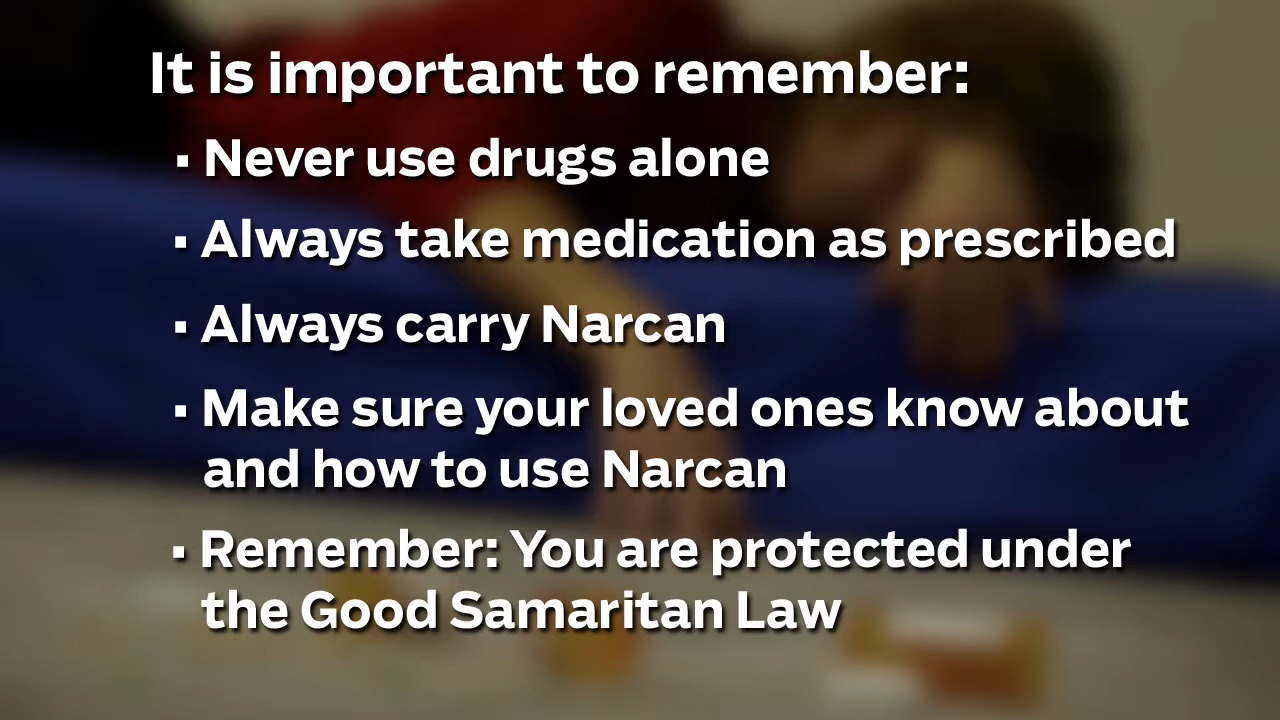 It is important to remember:
▪ Never use drugs alone
▪ Always take medication as prescribed
▪ Always carry Narcan
▪ Make sure your loved ones know about
and how to use Narcan
▪ Remember: You are protected under
the Good Samaritan Law